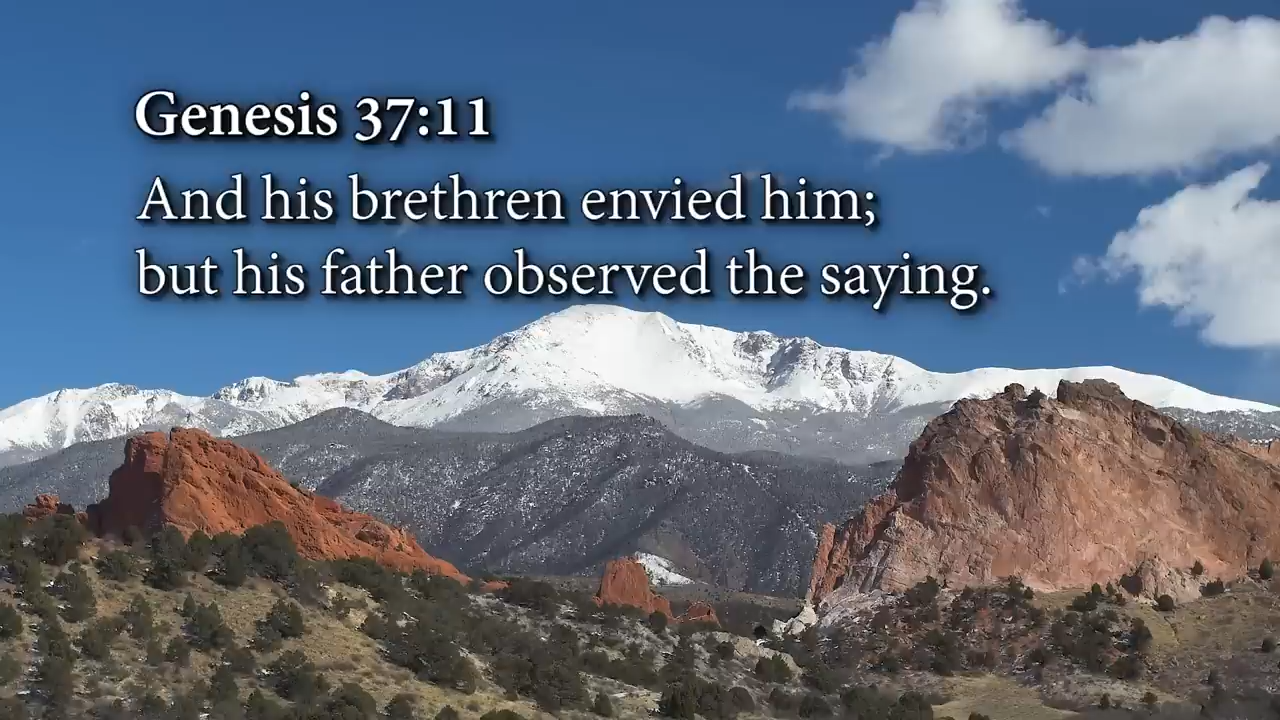 Genesis 37:11
And his brethren envied him;
but his father observed the saying.